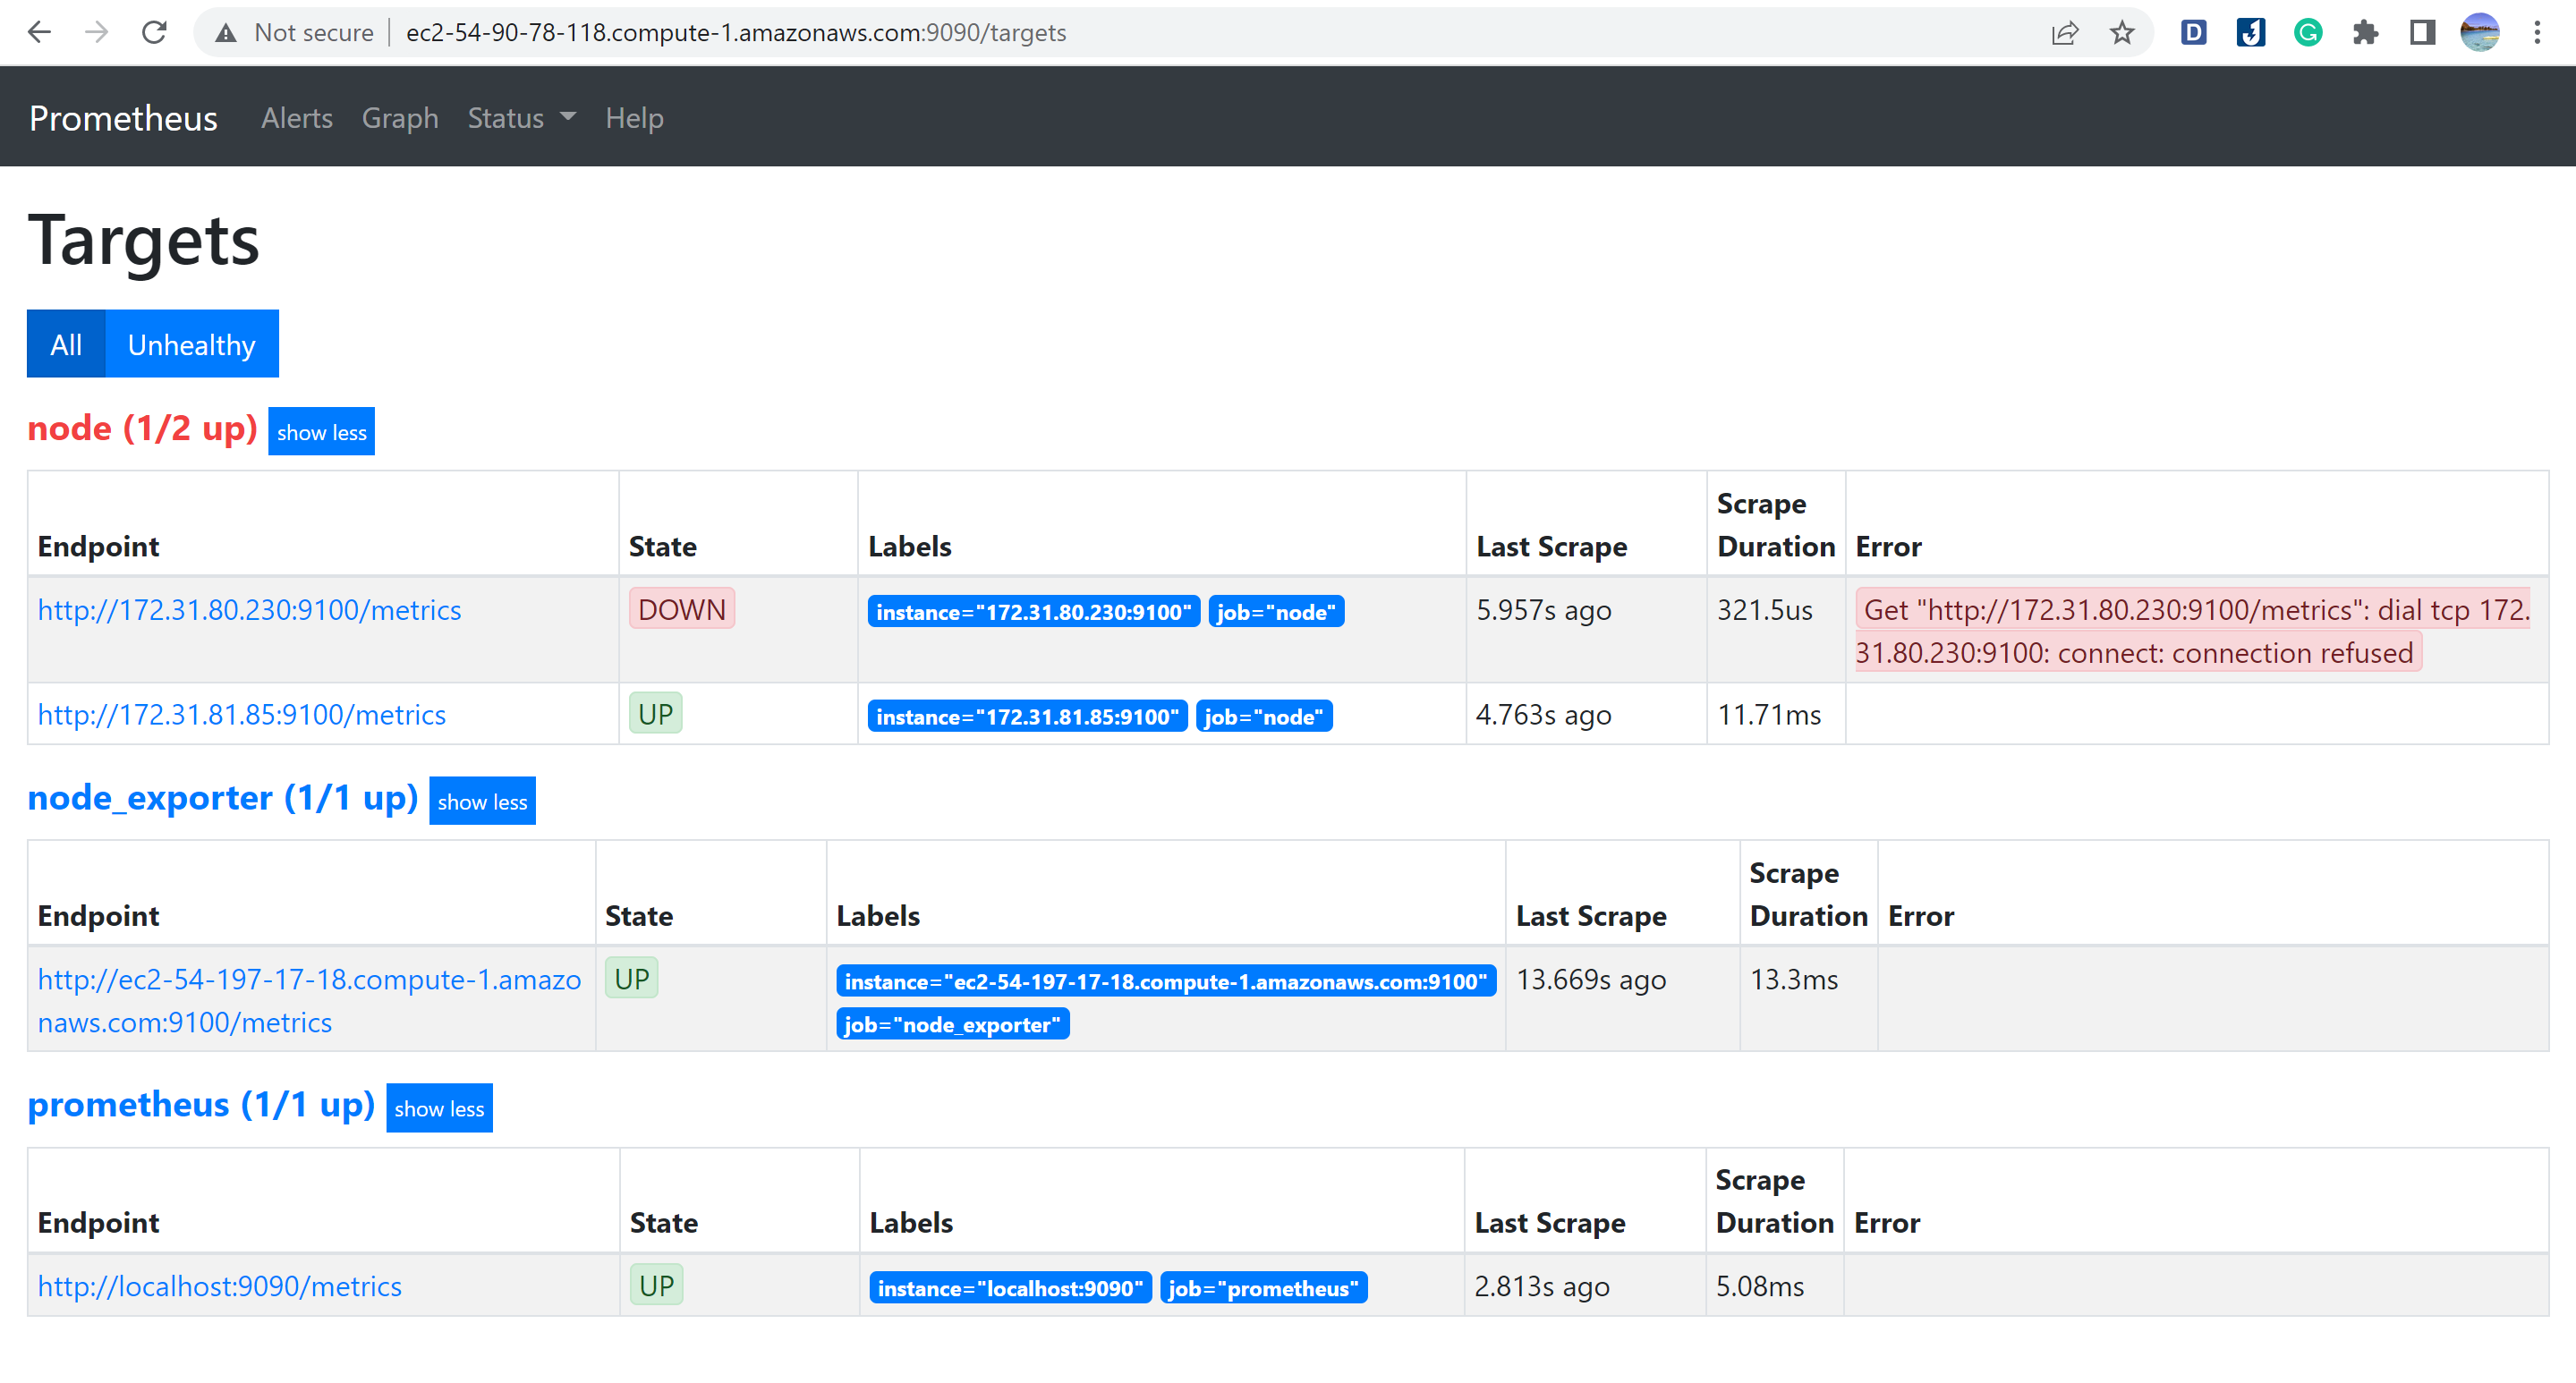 Not secure | ec2-54-90-78-118.compute-1.amazonaws.com:9090/targets
Prometheus Alerts Graph Status Help
Targets
All Unhealthy
node (1/2 up) show less
Endpoint State Labels Last Scrape Scrape Duration Error
http://172.31.80.230:9100/metrics DOWN instance="172.31.80.230:9100" job="node" 5.957s ago 321.5us Get "http://172.31.80.230:9100/metrics": dial tcp 172.
31.80.230:9100: connect: connection refused
http://172.31.81.85:9100/metrics UP instance="172.31.81.85:9100" job="node" 4.763s ago 11.71ms
node_exporter (1/1 up) show less
Endpoint State Labels Last Scrape Scrape Duration Error
http://ec2-54-197-17-18.compute-1.amazo UP instance="ec2-54-197-17-18.compute-1.amazonaws.com:9100" 13.669s ago 13.3ms
naws.com:9100/metrics job="node_exporter"
prometheus (1/1 up) show less
Endpoint State Labels Last Scrape Scrape Duration Error
http://localhost:9090/metrics UP instance="localhost:9090" job="prometheus" 2.813s ago 5.08ms